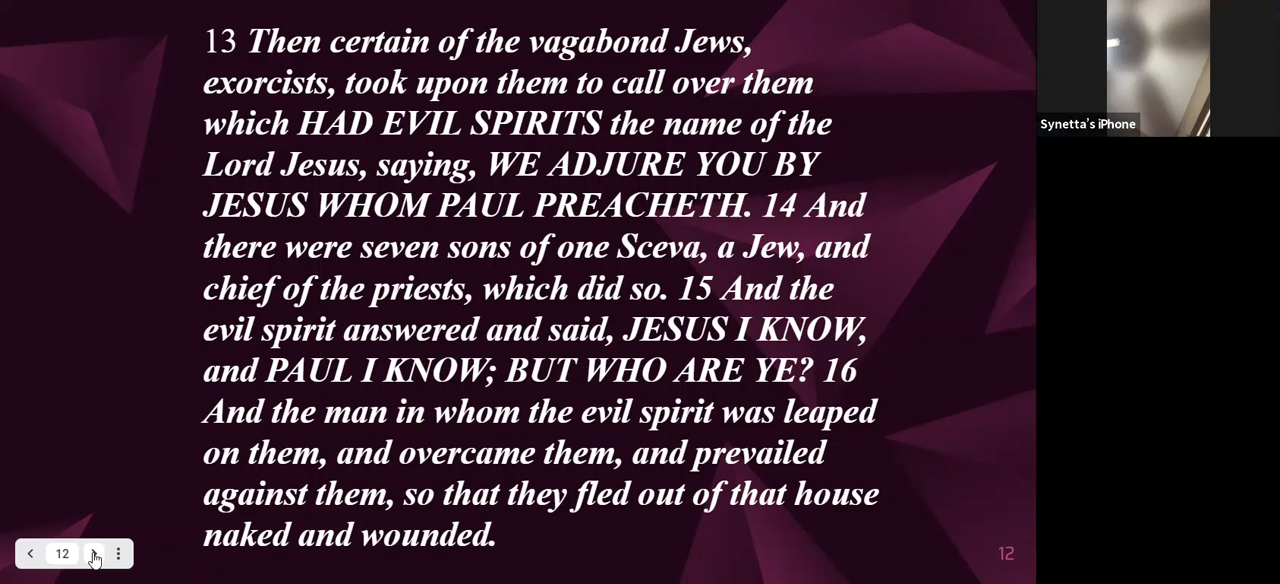 13 Then certain of the vagabond Jews,
exorcists, took upon them to call over them
which HAD EVIL SPIRITS the name of the
Lord Jesus, saying, WE ADJURE YOU BY
JESUS WHOM PAUL PREACHETH. 14 And
there were seven sons of one Sceva, a Jew, and
chief of the priests, which did so. 15 And the
evil spirit answered and said, JESUS I KNOW,
and PAUL I KNOW; BUT WHO ARE YE? 16
And the man in whom the evil spirit was leaped
on them, and overcame them, and prevailed
against them, so that they fled out of that house
naked and wounded.
12
12
Synetta's iPhone